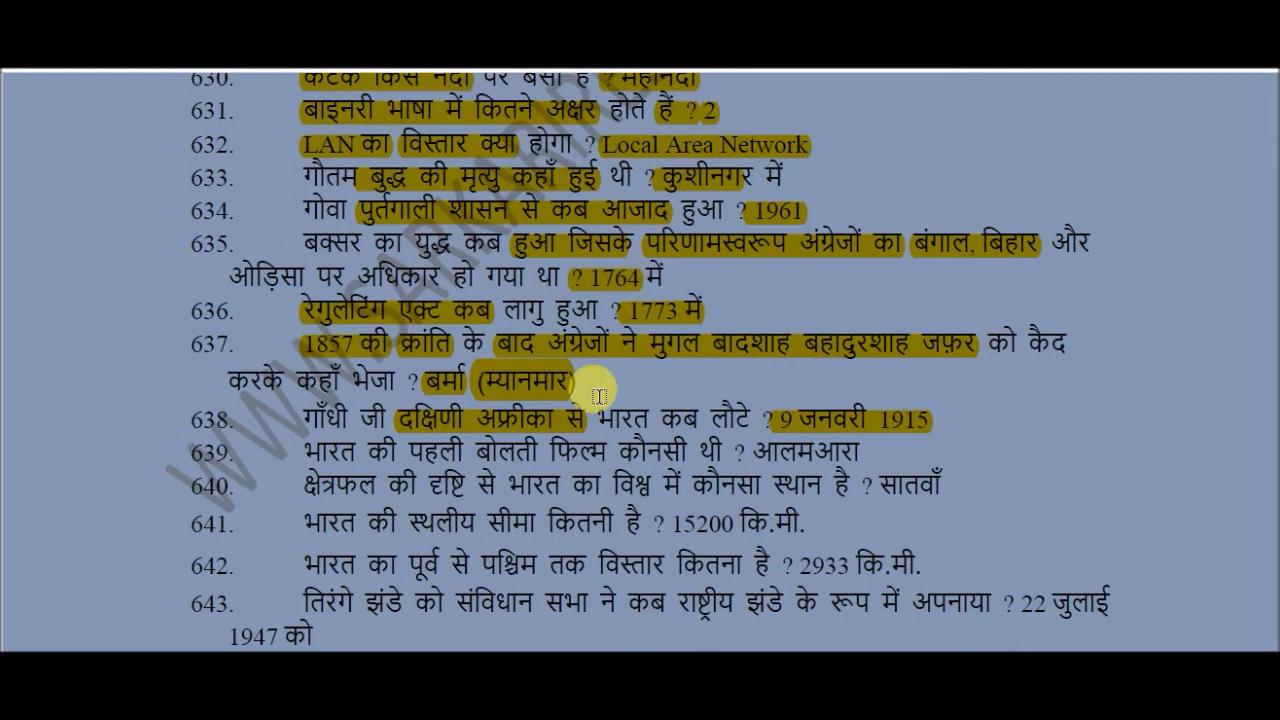 630. कटक किस नदी पर बसा है ? महानदी
631. बाइनरी भाषा में कितने अक्षर होते हैं ? 2
632. LAN का विस्तार क्या होगा ? Local Area Network
633. गौतम बुद्ध की मृत्यु कहाँ हुई थी ? कुशीनगर में
634. गोवा पुर्तगाली शासन से कब आजाद हुआ ? 1961
635. बक्सर का युद्ध कब हुआ जिसके परिणामस्वरूप अंग्रेजों का बंगाल, बिहार और
ओड़िसा पर अधिकार हो गया था ? 1764 में
636. रेगुलेटिंग एक्ट कब लागु हुआ ? 1773 में
637. 1857 की क्रांति के बाद अंग्रेजों ने मुगल बादशाह बहादुरशाह जफ़र को कैद
करके कहाँ भेजा ? बर्मा (म्यानमार)
638. गाँधी जी दक्षिणी अफ्रीका से भारत कब लौटे ? 9 जनवरी 1915
639. भारत की पहली बोलती फिल्म कौनसी थी ? आलमआरा
640. क्षेत्रफल की दृष्टि से भारत का विश्व में कौनसा स्थान है ? सातवाँ
641. भारत की स्थलीय सीमा कितनी है ? 15200 कि.मी.
642. भारत का पूर्व से पश्चिम तक विस्तार कितना है ? 2933 कि.मी.
643. तिरंगे झंडे को संविधान सभा ने कब राष्ट्रीय झंडे के रूप में अपनाया ? 22 जुलाई
1947 को